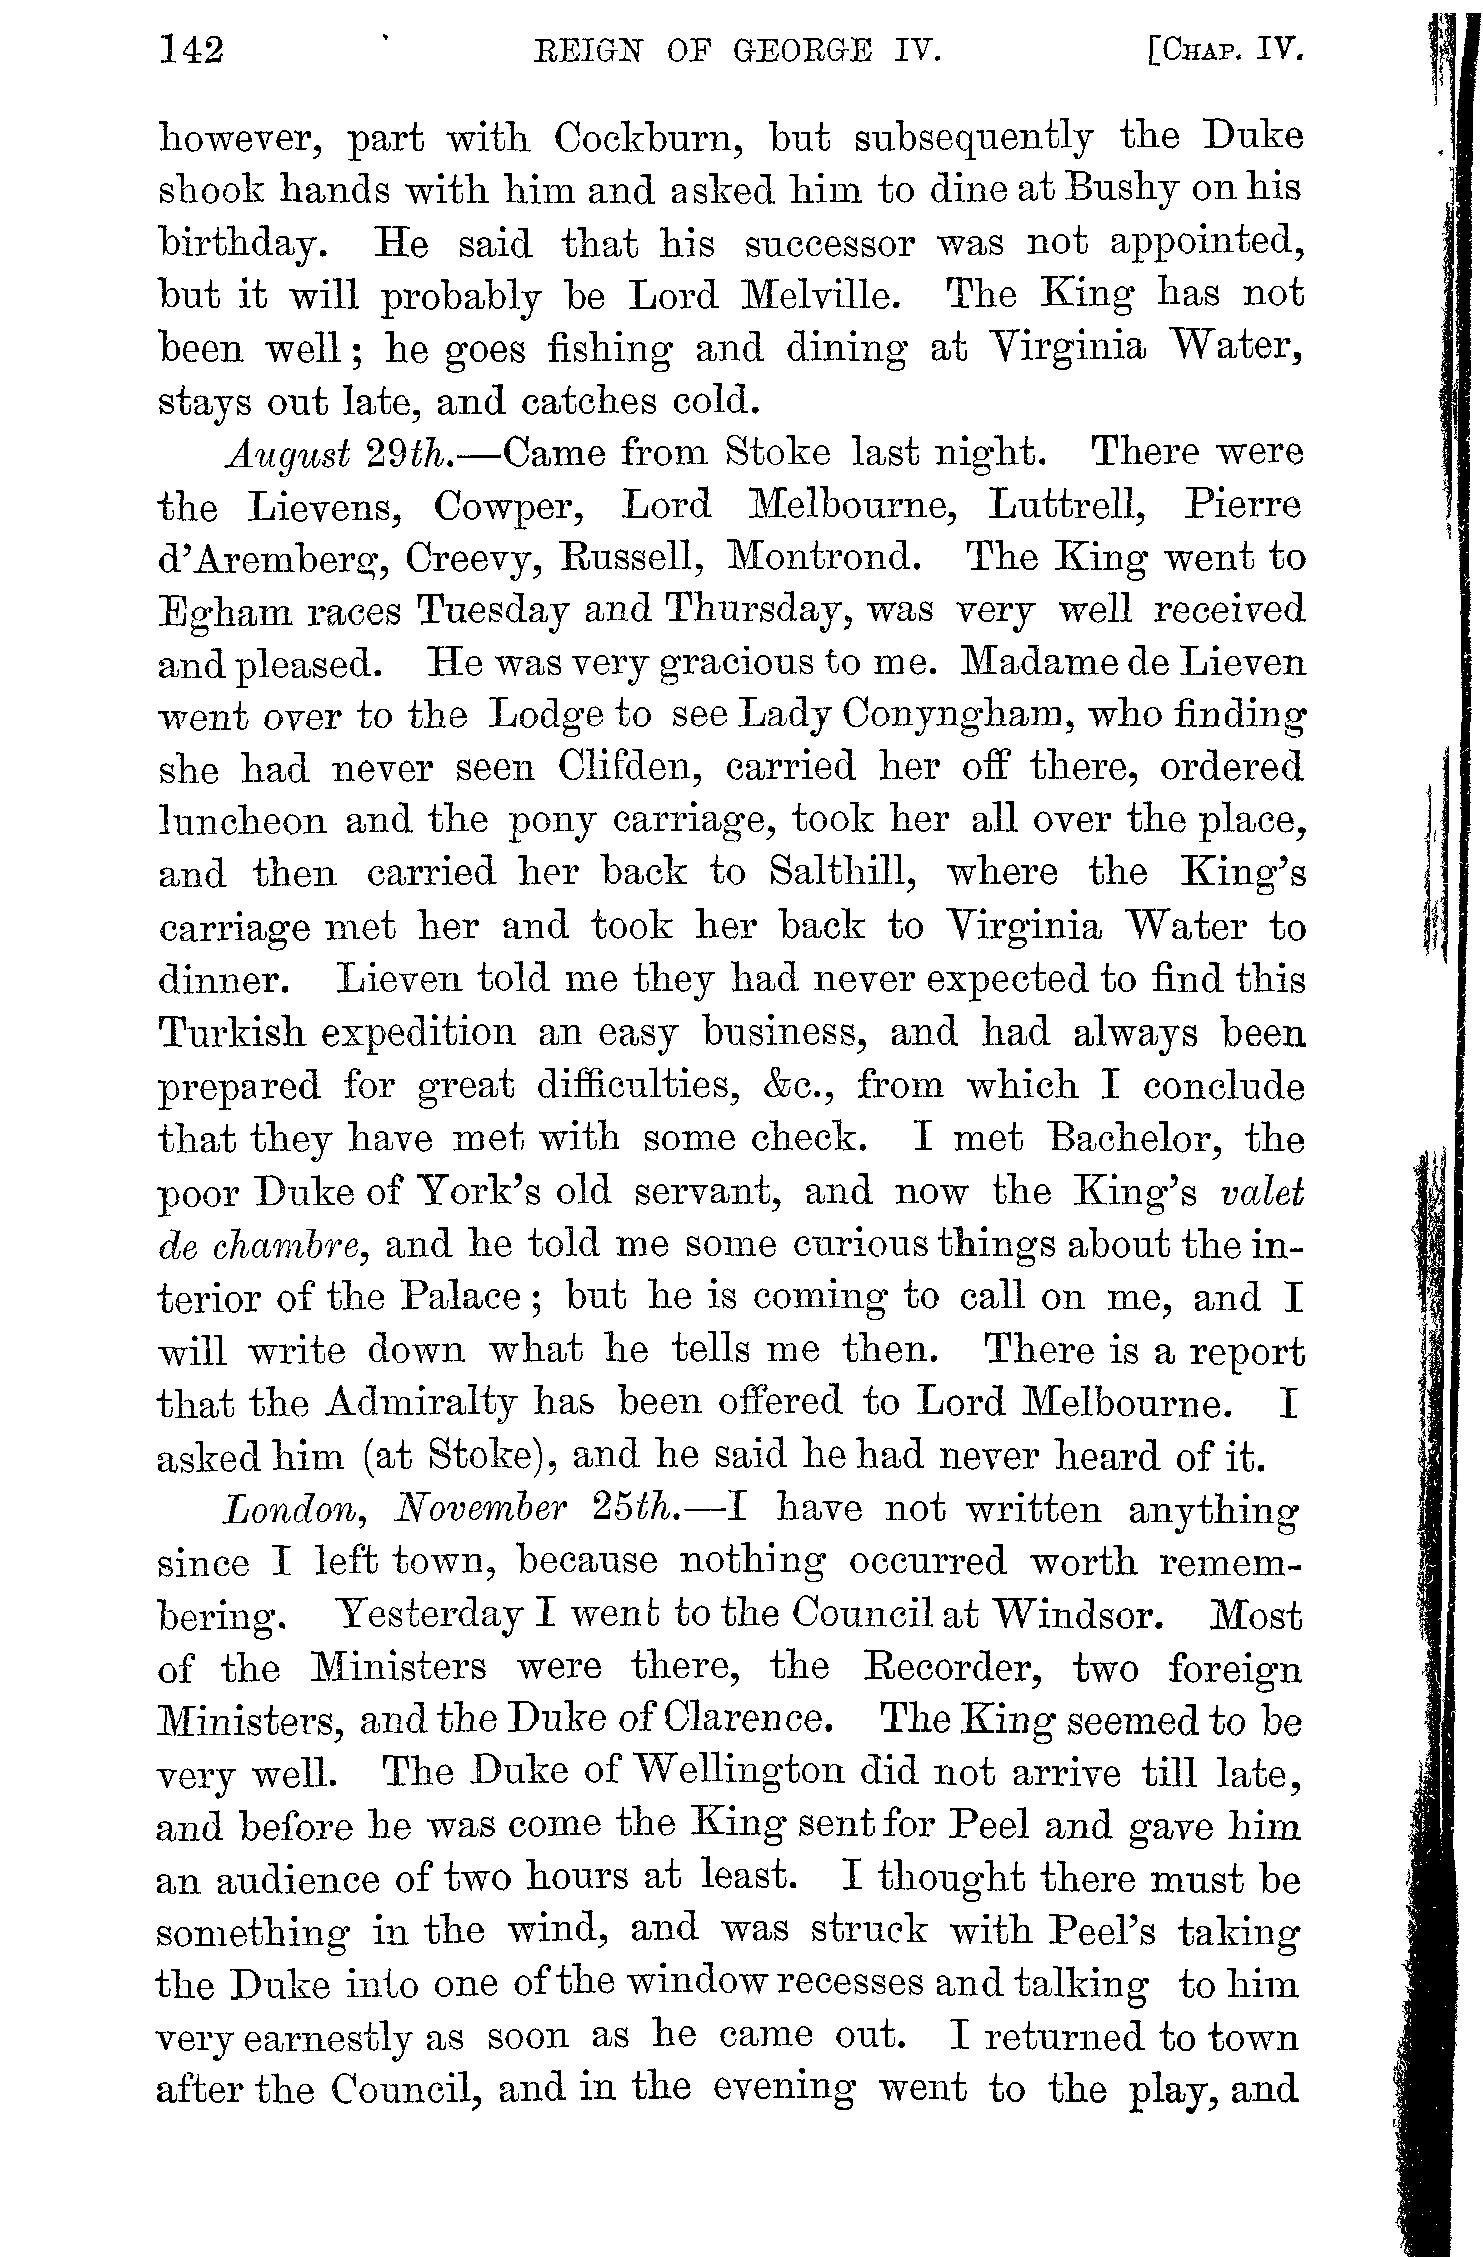 142 REIGN OF GEORGE IV. [CHAP. IV.
however, part with Cockburn, but subsequently the Duke
shook hands with him and asked him to dine at Bushy on his
birthday. He said that his successor was not appointed,
but it will probably be Lord Melville. The King has not
been well; he goes fishing and dining at Virginia Water,
stays out late, and catches cold.
August 29th.—Came from Stoke last night. There were
the Lievens, Cowper, Lord Melbourne, Luttrell, Pierre
d'Aremberg, Creevy, Russell, Montrond. The King went to
Egham races Tuesday and Thursday, was very well received
and pleased. He was very gracious to me. Madame de Lieven
went over to the Lodge to see Lady Conyngham, who finding
she had never seen Clifden, carried her off there, ordered
luncheon and the pony carriage, took her all over the place,
and then carried her back to Salthill, where the King's
carriage met her and took her back to Virginia Water to
dinner. Lieven told me they had never expected to find this
Turkish expedition an easy business, and had always been
prepared for great difficulties, &c., from which I conclude
that they have met with some check. I met Bachelor, the
poor Duke of York's old servant, and now the King's valet
de chambre, and he told me some curious things about the in-
terior of the Palace; but he is coming to call on me, and I
will write down what he tells me then. There is a report
that the Admiralty has been offered to Lord Melbourne. I
asked him (at Stoke), and he said he had never heard of it.
London, November 25th.—I have not written anything
since I left town, because nothing occurred worth remem-
bering. Yesterday I went to the Council at Windsor. Most
of the Ministers were there, the Recorder, two foreign
Ministers, and the Duke of Clarence. The King seemed to be
very well. The Duke of Wellington did not arrive till late,
and before he was come the King sent for Peel and gave him
an audience of two hours at least. I thought there must be
something in the wind, and was struck with Peel's taking
the Duke into one of the window recesses and talking to him
very earnestly as soon as he came out. I returned to town
after the Council, and in the evening went to the play, and